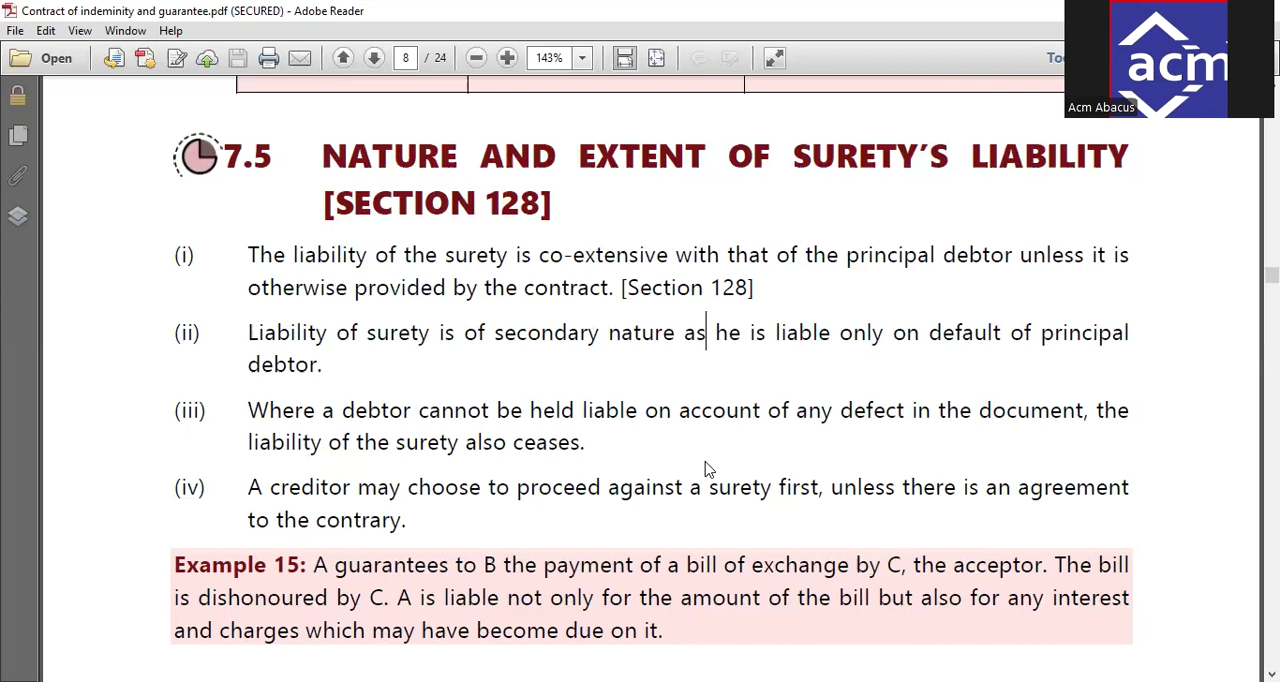 Contract of indeminity and guarantee.pdf (SECURED) - Adobe Reader
File Edit View Window Help
Open 8 / 24 143%
acm
Acm Abacus
7.5 NATURE AND EXTENT OF SURETY'S LIABILITY
[SECTION 128]
(i) The liability of the surety is co-extensive with that of the principal debtor unless it is
otherwise provided by the contract. [Section 128]
(ii) Liability of surety is of secondary nature as he is liable only on default of principal
debtor.
(iii) Where a debtor cannot be held liable on account of any defect in the document, the
liability of the surety also ceases.
(iv) A creditor may choose to proceed against a surety first, unless there is an agreement
to the contrary.
Example 15: A guarantees to B the payment of a bill of exchange by C, the acceptor. The bill
is dishonoured by C. A is liable not only for the amount of the bill but also for any interest
and charges which may have become due on it.